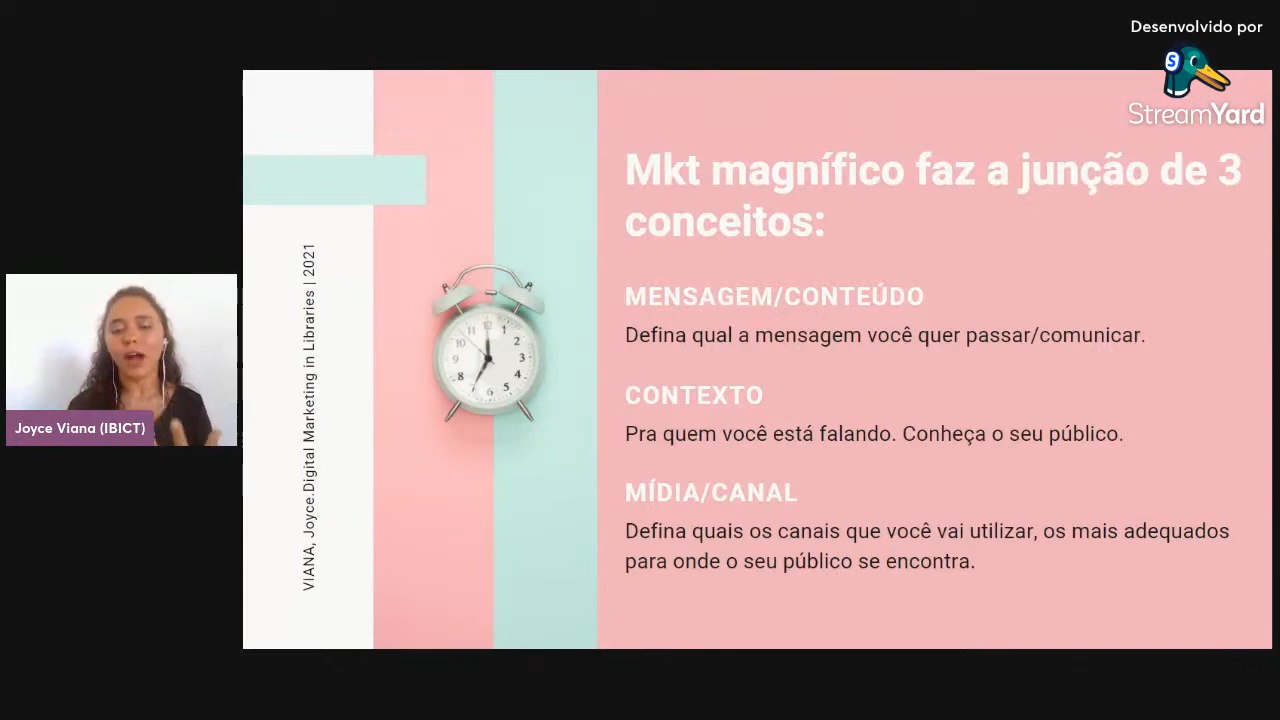 Desenvolvido por
StreamYard
Mkt magnífico faz a junção de 3
conceitos:
MENSAGEM/CONTEÚDO
Defina qual a mensagem você quer passar/comunicar.
CONTEXTO
Pra quem você está falando. Conheça o seu público.
MÍDIA/CANAL
Defina quais os canais que você vai utilizar, os mais adequados
para onde o seu público se encontra.
VIANA, Joyce.Digital Marketing in Libraries | 2021
Joyce Viana (IBICT)